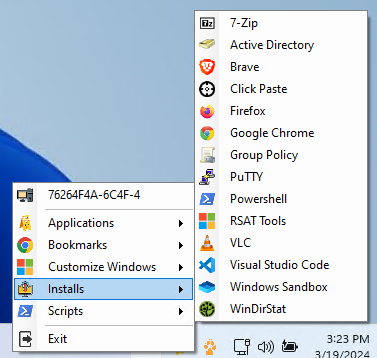 76264F4A-6C4F-4
Applications
Bookmarks
Customize Windows
Installs
Scripts
Exit
7-Zip
Active Directory
Brave
Click Paste
Firefox
Google Chrome
Group Policy
PuTTY
Powershell
RSAT Tools
VLC
Visual Studio Code
Windows Sandbox
WinDirStat
3:23 PM
3/19/2024